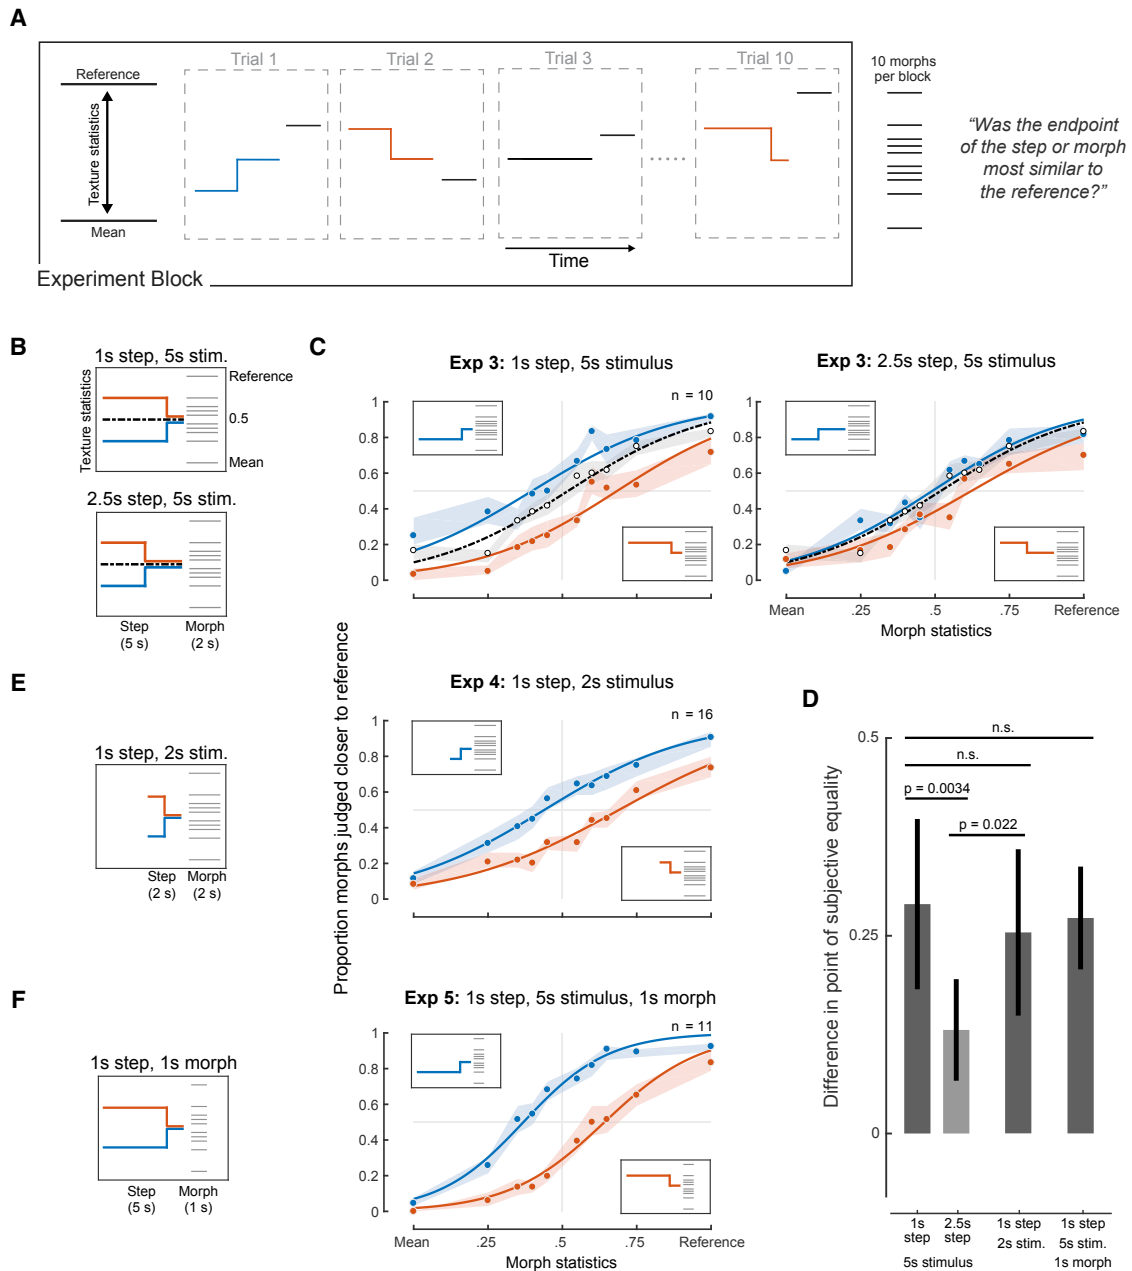 A
Trial 1
Trial 2
Trial 3
Trial 10
Reference
Texture statistics
Mean
Time
Experiment Block
10 morphs
per block
“Was the endpoint
of the step or morph
most similar to
the reference?”
B
1s step, 5s stim.
Texture statistics
Reference
0.5
Mean
2.5s step, 5s stim.
Step
(5 s)
Morph
(2 s)
C
Proportion morphs judged closer to reference
Exp 3: 1s step, 5s stimulus
n = 10
1
0.8
0.6
0.4
0.2
0
Exp 3: 2.5s step, 5s stimulus
1
0.8
0.6
0.4
0.2
0
Mean
.25
.5
.75
Reference
Morph statistics
E
1s step, 2s stim.
Step
(2 s)
Morph
(2 s)
Exp 4: 1s step, 2s stimulus
n = 16
1
0.8
0.6
0.4
0.2
0
D
Difference in point of subjective equality
0.5
0.25
0
n.s.
n.s.
p = 0.0034
p = 0.022
1s
step
2.5s
step
5s stimulus
1s step
2s stim.
1s step
5s stim.
1s morph
F
1s step, 1s morph
Step
(5 s)
Morph
(1 s)
Exp 5: 1s step, 5s stimulus, 1s morph
n = 11
1
0.8
0.6
0.4
0.2
0
Mean
.25
.5
.75
Reference
Morph statistics